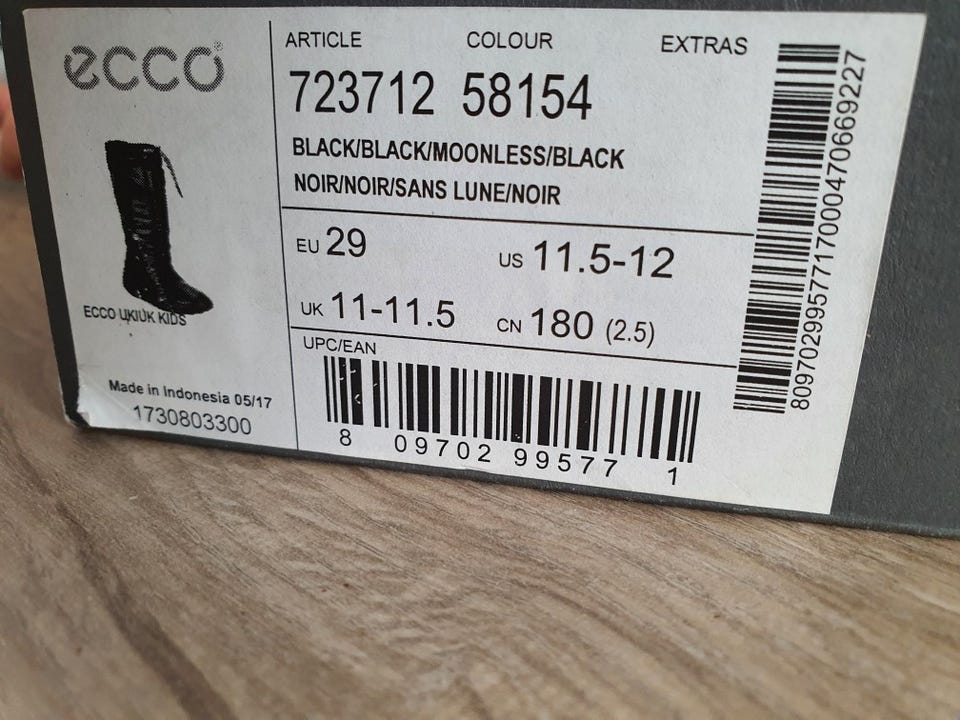 ecco
ARTICLE COLOUR EXTRAS
723712 58154
BLACK/BLACK/MOONLESS/BLACK
NOIR/NOIR/SANS LUNE/NOIR
EU 29 US 11.5-12
UK 11-11.5 CN 180 (2.5)
ECCO UKIUK KIDS
Made in Indonesia 05/17
1730803300
UPC/EAN
8 09702 99577 1
809702995771700047066922​7